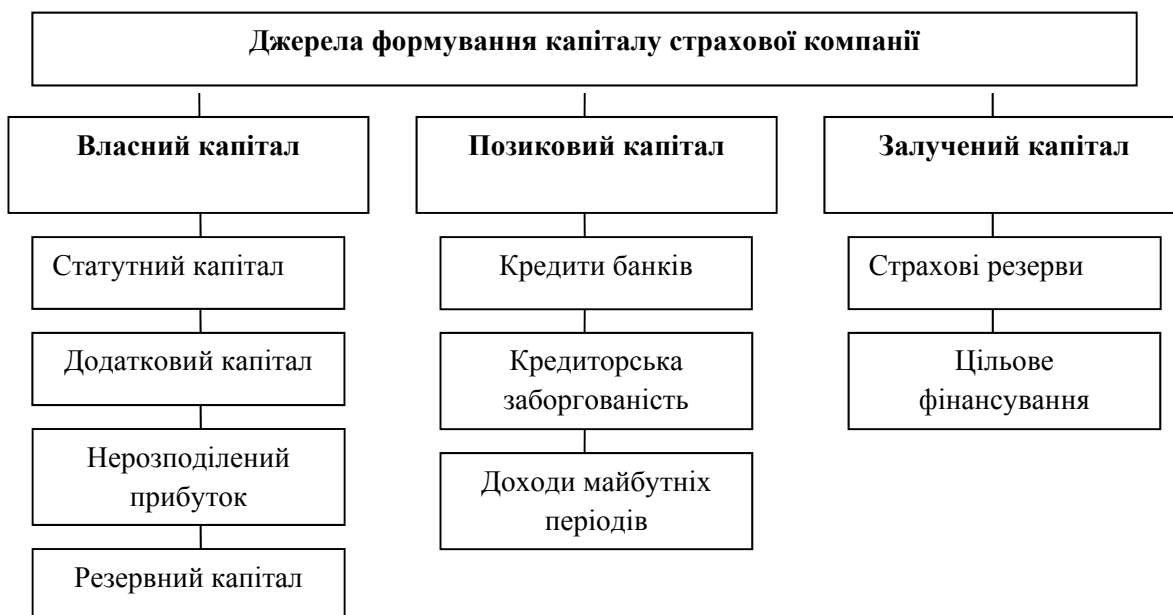 Джерела формування капіталу страхової компанії
Власний капітал
Позиковий капітал
Залучений капітал
Статутний капітал
Кредити банків
Страхові резерви
Додатковий капітал
Кредиторська
заборгованість
Цільове
фінансування
Нерозподілений
прибуток
Доходи майбутніх
періодів
Резервний капітал